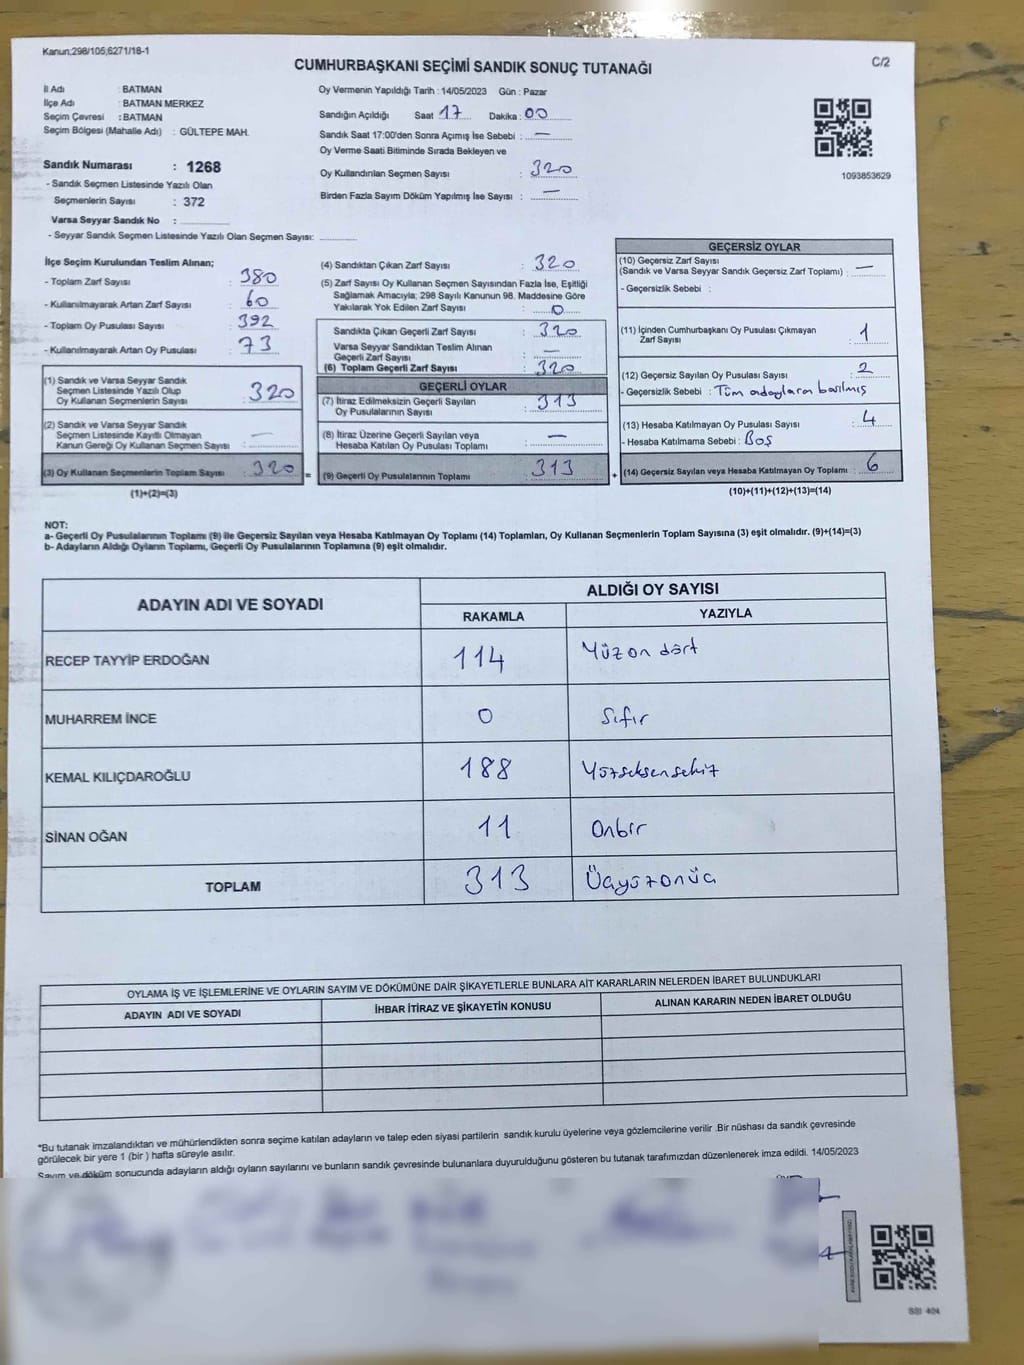 Kanun;298/105,6271/18-1
C/2
CUMHURBAŞKANI SEÇİMİ SANDIK SONUÇ TUTANAĞI
İl Adı : BATMAN
İlçe Adı : BATMAN MERKEZ
Seçim Çevresi : BATMAN
Seçim Bölgesi (Mahalle Adı) : GÜLTEPE MAH.
Sandık Numarası : 1268
- Sandık Seçmen Listesinde Yazılı Olan
Seçmenlerin Sayısı : 372
Varsa Seyyar Sandık No :
- Seyyar Sandık Seçmen Listesinde Yazılı Olan Seçmen Sayısı:
Oy Vermenin Yapıldığı Tarih : 14/05/2023 Gün : Pazar
Sandığın Açıldığı Saat : 17 Dakika : 00
Sandık Saat 17:00'den Sonra Açımış İse Sebebi : —
Oy Verme Saati Bitiminde Sırada Bekleyen ve
Oy Kullandırılan Seçmen Sayısı : 320
Birden Fazla Sayım Döküm Yapılmış İse Sayısı : —
1093853629
İlçe Seçim Kurulundan Teslim Alınan;
- Toplam Zarf Sayısı : 380
- Kullanılmayarak Artan Zarf Sayısı : 60
- Toplam Oy Pusulası Sayısı : 392
- Kullanılmayarak Artan Oy Pusulası : 73
(1) Sandık ve Varsa Seyyar Sandık
Seçmen Listesinde Yazılı Olup
Oy Kullanan Seçmenlerin Sayısı : 320
(2) Sandık ve Varsa Seyyar Sandık
Seçmen Listesinde Kayıtlı Olmayan
Kanun Gereği Oy Kullanan Seçmen Sayısı : —
(3) Oy Kullanan Seçmenlerin Toplam Sayısı : 320
(1)+(2)=(3)
(4) Sandıktan Çıkan Zarf Sayısı : 320
(5) Zarf Sayısı Oy Kullanan Seçmen Sayısından Fazla İse, Eşitliği
Sağlamak Amacıyla; 298 Sayılı Kanunun 98. Maddesine Göre
Yakılarak Yok Edilen Zarf Sayısı : 0
Sandıkta Çıkan Geçerli Zarf Sayısı : 320
Varsa Seyyar Sandıktan Teslim Alınan
Geçerli Zarf Sayısı : —
(6) Toplam Geçerli Zarf Sayısı : 320
GEÇERLİ OYLAR
(7) İtiraz Edilmeksizin Geçerli Sayılan
Oy Pusulalarının Sayısı : 313
(8) İtiraz Üzerine Geçerli Sayılan veya
Hesaba Katılan Oy Pusulası Toplamı : —
(9) Geçerli Oy Pusulalarının Toplamı : 313
GEÇERSİZ OYLAR
(10) Geçersiz Zarf Sayısı
(Sandık ve Varsa Seyyar Sandık Geçersiz Zarf Toplamı) : —
- Geçersizlik Sebebi :
(11) İçinden Cumhurbaşkanı Oy Pusulası Çıkmayan
Zarf Sayısı : 1
(12) Geçersiz Sayılan Oy Pusulası Sayısı : 2
- Geçersizlik Sebebi : Tüm adayların basılmış
(13) Hesaba Katılmayan Oy Pusulası Sayısı : 4
- Hesaba Katılmama Sebebi : Boş
(14) Geçersiz Sayılan veya Hesaba Katılmayan Oy Toplamı : 6
(10)+(11)+(12)+(13)=(14)
NOT:
a- Geçerli Oy Pusulalarının Toplamı (9) ile Geçersiz Sayılan veya Hesaba Katılmayan Oy Toplamı (14) Toplamları, Oy Kullanan Seçmenlerin Toplam Sayısına (3) eşit olmalıdır. (9)+(14)=(3)
b- Adayların Aldığı Oyların Toplamı, Geçerli Oy Pusulalarının Toplamına (9) eşit olmalıdır.
ADAYIN ADI VE SOYADI
ALDIĞI OY SAYISI
RAKAMLA YAZIYLA
RECEP TAYYİP ERDOĞAN 114 Yüz on dört
MUHARREM İNCE 0 Sıfır
KEMAL KILIÇDAROĞLU 188 Yüzseksensekiz
SİNAN OĞAN 11 Onbir
TOPLAM 313 Üçyüzonüç
OYLAMA İŞ VE İŞLEMLERİNE VE OYLARIN SAYIM VE DÖKÜMÜNE DAİR ŞİKAYETLERLE BUNLARA AİT KARARLARIN NELERDEN İBARET BULUNDUKLARI
ADAYIN ADI VE SOYADI İHBAR İTİRAZ VE ŞİKAYETİN KONUSU ALINAN KARARIN NEDEN İBARET OLDUĞU
*Bu tutanak imzalandıktan ve mühürlendikten sonra seçime katılan adayların ve talep eden siyasi partilerin sandık kurulu üyelerine veya gözlemcilerine verilir .Bir nüshası da sandık çevresinde
görülecek bir yere 1 (bir ) hafta süreyle asılır.
Sayım ve döküm sonucunda adayların aldığı oyların sayılarını ve bunların sandık çevresinde bulunanlara duyurulduğunu gösteren bu tutanak tarafımızdan düzenlenerek imza edildi. 14/05/2023
SSI 404